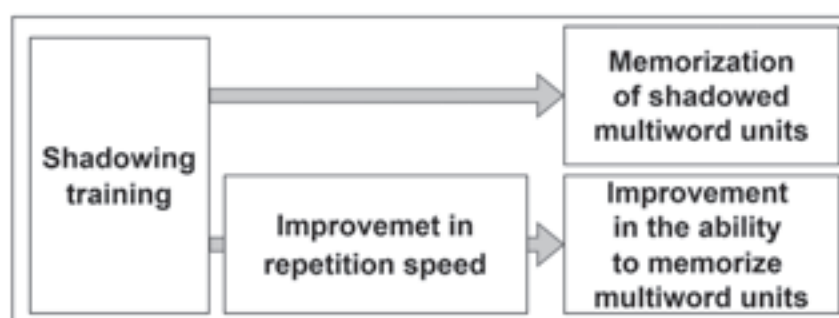 Shadowing
training
Memorization
of shadowed
multiword units
Improvemet in
repetition speed
Improvement
in the ability
to memorize
multiword units